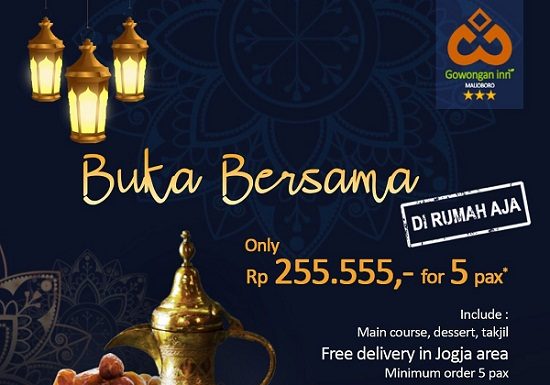 Gowongan inn
MALIOBORO
Buka Bersama
DI RUMAH AJA
Only
Rp 255.555,- for 5 pax*
Include :
Main course, dessert, takjil
Free delivery in Jogja area
Minimum order 5 pax